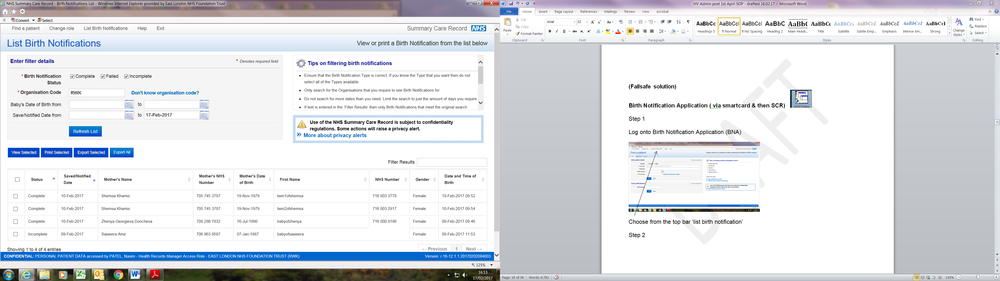 NHS Summary Care Record - Birth Notifications List - Windows Internet Explorer provided by East London NHS Foundation Trust
x Convert Select
Find a patient Change role List Birth Notifications Help Exit
Summary Care Record NHS
List Birth Notifications
View or print a Birth Notification from the list below
Enter filter details
* Denotes required field
* Birth Notification Status Complete Failed Incomplete
* Organisation Code RWK Don't know organisation code?
Baby's Date of Birth from to
Save/Notified Date from to 17-Feb-2017
Refresh List
Tips on filtering birth notifications
• Ensure that the Birth Notification Type is correct. If you know the Type that you want then do not
select all of the Types available.
• Only search for the Organisations that you require to see Birth Notifications for.
• Do not search for more dates than you need. Limit the search to just the amount of days you require.
• If text is entered in the 'Filter Results' then only Birth Notifications that meet the original search
Use of the NHS Summary Care Record is subject to confidentiality
regulations. Some actions will raise a privacy alert.
More about privacy alerts
View Selected Print Selected Export Selected Export All
Filter Results
Status Saved/Notified Date Mother's Name Mother's NHS Number Mother's Date of Birth First Name NHS Number Gender Date and Time of Birth
Complete 10-Feb-2017 Shemsa Khamis 705 745 3787 19-Nov-1979 twin1ofshemsa 716 803 3778 Female 10-Feb-2017 09:52
Complete 10-Feb-2017 Shemsa Khamis 705 745 3787 19-Nov-1979 twin2ofshemsa 716 803 2917 Female 10-Feb-2017 09:54
Complete 10-Feb-2017 Zhenya Georgieva Doncheva 708 286 7832 16-Jul-1990 babyofzhenya 716 800 8196 Female 09-Feb-2017 09:46
Incomplete 09-Feb-2017 Saweera Amir 706 963 9597 07-Jan-1987 babyofsaweera Female 08-Feb-2017 11:53
Showing 1 to 4 of 4 entries
← Previous 1 Next →
CONFIDENTIAL: PERSONAL PATIENT DATA accessed by PATEL, Nasim - Health Records Manager Access Role - EAST LONDON NHS FOUNDATION TRUST (RWK)
Version: r.16-12.1.1.20170202084003
125%
16:13
17/02/2017
HV Admin post 1st April SOP - drafted 16.02.17 - Microsoft Word
File Home Insert Page Layout References Mailings Review View Acrobat
Paste
Cut
Copy
Format Painter
Clipboard
Arial 12
Font
Paragraph
AaBbCc AaBbCcI AaBbCcI AaBbC AaBb( AaBbCc AaBbCcI AaBbCcL AaBbCcI AaBbCcI
Headings 3 ¶ Normal ¶ No Spacing Heading 2 Main Headi... Title Subtitle Subtle Emp... Emphasis Intense Em... Strong
Styles
Change Styles
Find
Replace
Select
Editing
(Failsafe solution)
Birth Notification Application ( via smartcard & then SCR)
Step 1
Log onto Birth Notification Application (BNA)
Find a patient
Choose from the top bar ‘list birth notification’
Step 2
DRAFT
Page: 19 of 56 Words: 6,782
110%